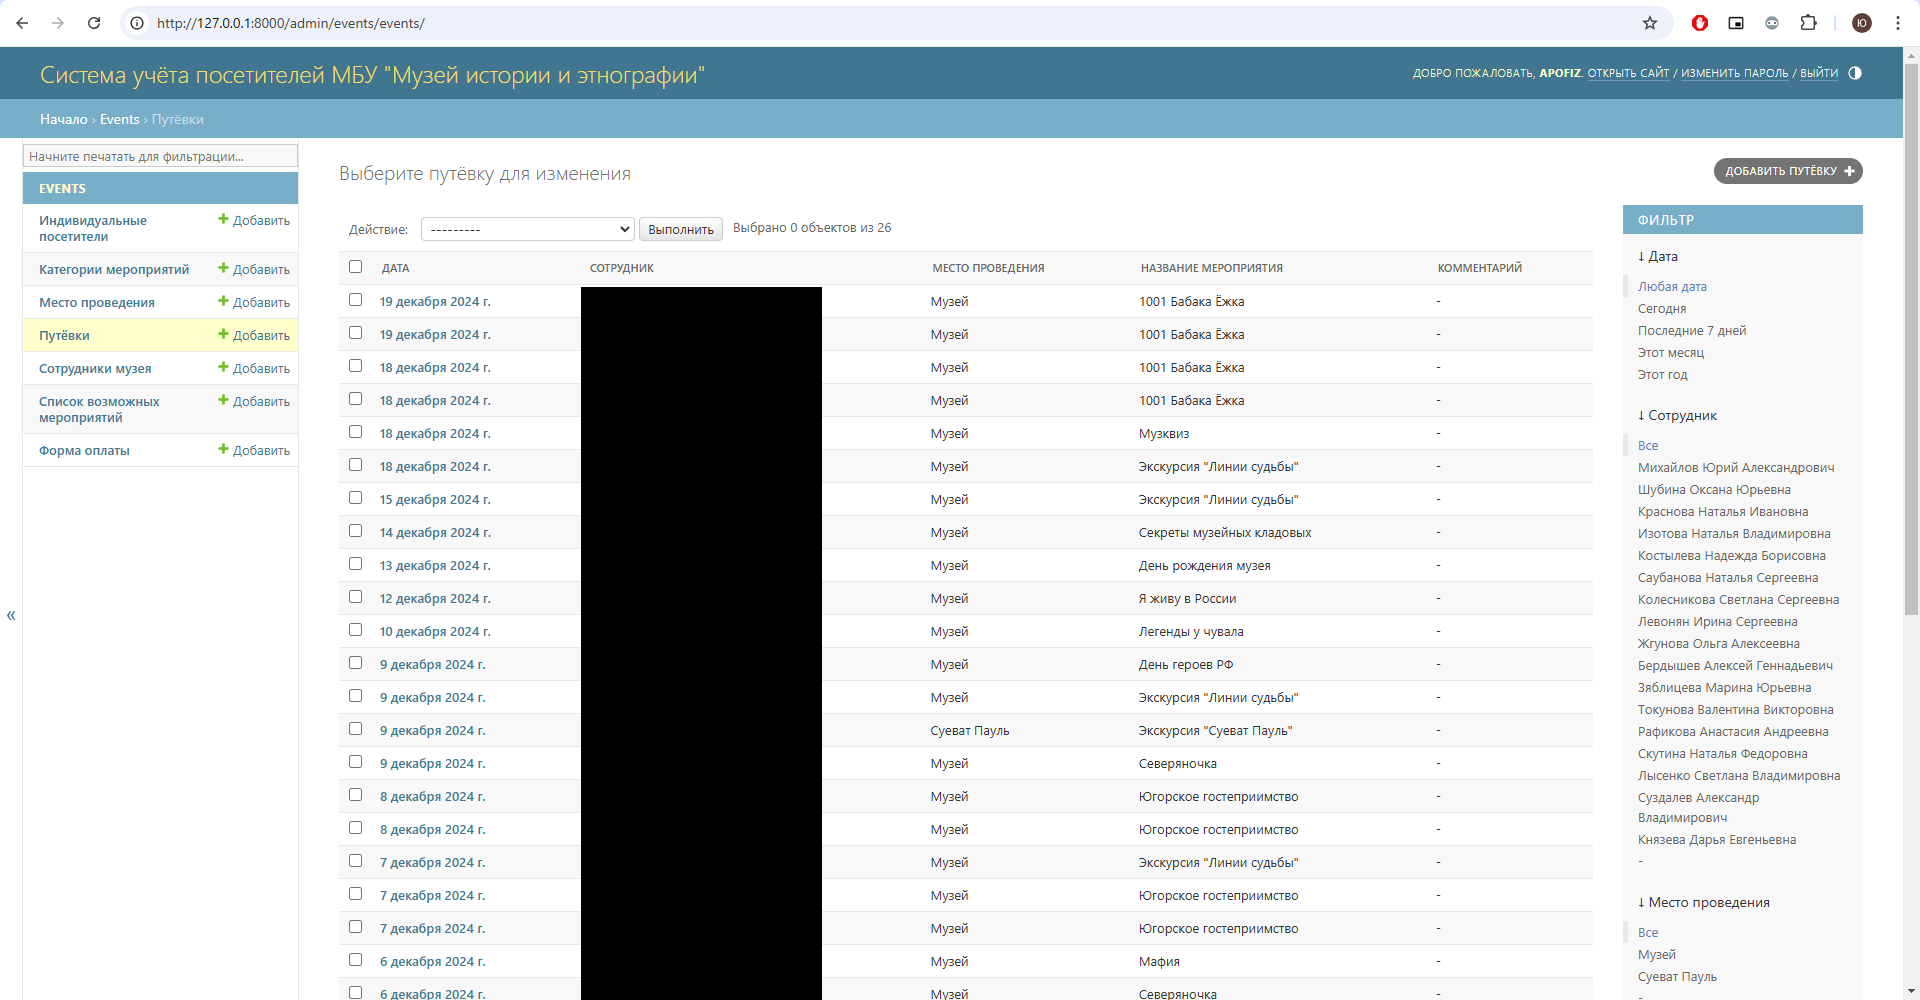 http://127.0.0.1:8000/admin/events/events/
Ю
Система учёта посетителей МБУ "Музей истории и этнографии"
ДОБРО ПОЖАЛОВАТЬ, APOFIZ. ОТКРЫТЬ САЙТ / ИЗМЕНИТЬ ПАРОЛЬ / ВЫЙТИ
Начало › Events › Путёвки
Начните печатать для фильтрации...
EVENTS
Индивидуальные посетители Добавить
Категории мероприятий Добавить
Место проведения Добавить
Путёвки Добавить
Сотрудники музея Добавить
Список возможных мероприятий Добавить
Форма оплаты Добавить
«
Выберите путёвку для изменения
ДОБАВИТЬ ПУТЁВКУ
Действие: --------- Выполнить Выбрано 0 объектов из 26
ДАТА СОТРУДНИК МЕСТО ПРОВЕДЕНИЯ НАЗВАНИЕ МЕРОПРИЯТИЯ КОММЕНТАРИЙ
19 декабря 2024 г. Музей 1001 Бабака Ёжка -
19 декабря 2024 г. Музей 1001 Бабака Ёжка -
18 декабря 2024 г. Музей 1001 Бабака Ёжка -
18 декабря 2024 г. Музей 1001 Бабака Ёжка -
18 декабря 2024 г. Музей Музквиз -
18 декабря 2024 г. Музей Экскурсия "Линии судьбы" -
15 декабря 2024 г. Музей Экскурсия "Линии судьбы" -
14 декабря 2024 г. Музей Секреты музейных кладовых -
13 декабря 2024 г. Музей День рождения музея -
12 декабря 2024 г. Музей Я живу в России -
10 декабря 2024 г. Музей Легенды у чувала -
9 декабря 2024 г. Музей День героев РФ -
9 декабря 2024 г. Музей Экскурсия "Линии судьбы" -
9 декабря 2024 г. Суеват Пауль Экскурсия "Суеват Пауль" -
9 декабря 2024 г. Музей Северяночка -
8 декабря 2024 г. Музей Югорское гостеприимство -
8 декабря 2024 г. Музей Югорское гостеприимство -
7 декабря 2024 г. Музей Экскурсия "Линии судьбы" -
7 декабря 2024 г. Музей Югорское гостеприимство -
7 декабря 2024 г. Музей Югорское гостеприимство -
6 декабря 2024 г. Музей Мафия -
6 декабря 2024 г. Музей Северяночка -
ФИЛЬТР
↓ Дата
Любая дата
Сегодня
Последние 7 дней
Этот месяц
Этот год
↓ Сотрудник
Все
Михайлов Юрий Александрович
Шубина Оксана Юрьевна
Краснова Наталья Ивановна
Изотова Наталья Владимировна
Костылева Надежда Борисовна
Саубанова Наталья Сергеевна
Колесникова Светлана Сергеевна
Левонян Ирина Сергеевна
Жгунова Ольга Алексеевна
Бердышев Алексей Геннадьевич
Зяблицева Марина Юрьевна
Токунова Валентина Викторовна
Рафикова Анастасия Андреевна
Скутина Наталья Федоровна
Лысенко Светлана Владимировна
Суздалев Александр
Владимирович
Князева Дарья Евгеньевна
-
↓ Место проведения
Все
Музей
Суеват Пауль
-